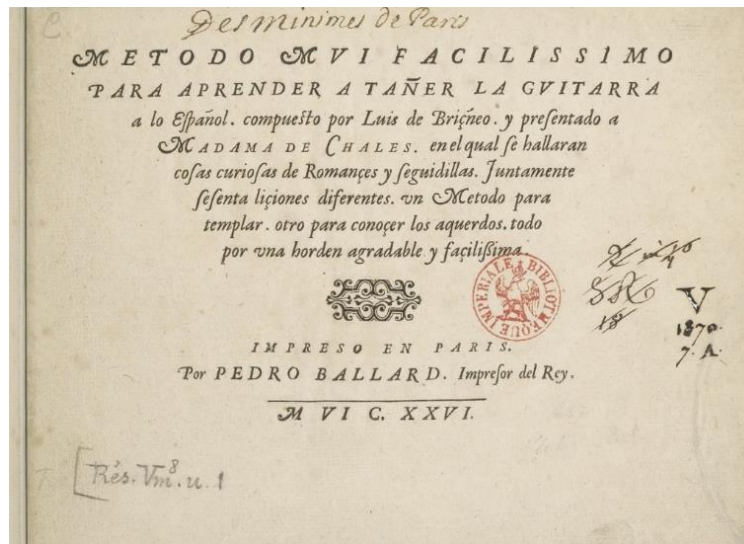 Des minimes de Paris
METODO MVI FACILISSIMO
PARA APRENDER A TAÑER LA GVITARRA
a lo Eſpañol. compueſto por Luis de Briçñeo. y preſentado a
MADAMA DE CHALES. en el qual ſe hallaran
coſas curioſas de Romançes y ſeguidillas. Juntamente
ſeſenta liçiones diferentes. vn Metodo para
templar. otro para conoçer los aquerdos. todo
por vna horden agradable y façiliſsima.
BIBLIOTHEQUE IMPERIALE
V
1870.
7. A.
IMPRESO EN PARIS.
Por PEDRO BALLARD. Impreſor del Rey.
M VI C. XXVI.
[Rés. Vm⁸. u. 1